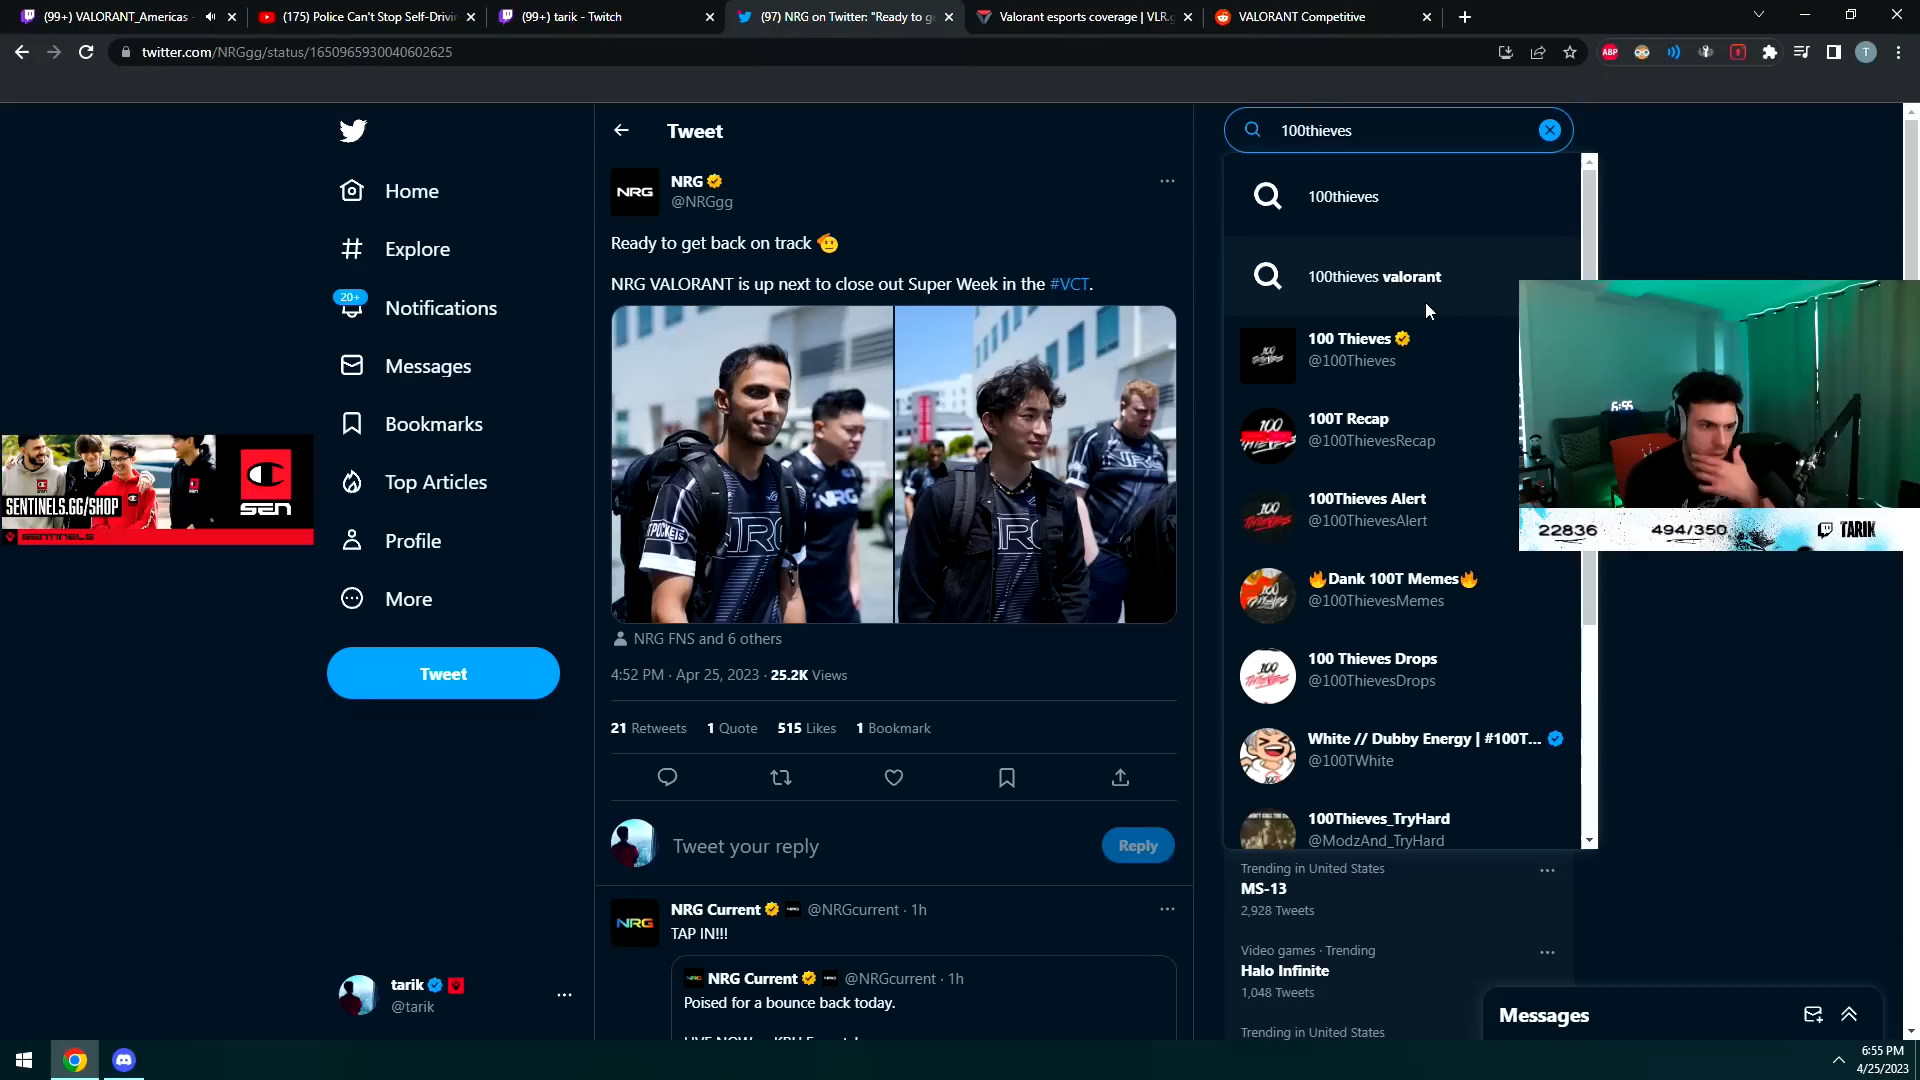 (99+) VALORANT_Americas
(175) Police Can't Stop Self-Drivin
(99+) tarik - Twitch
(97) NRG on Twitter: "Ready to g
Valorant esports coverage | VLR.g
VALORANT Competitive
twitter.com/NRGgg/status/1650965930040602625
ABP
T
Home
Explore
20+
Notifications
Messages
Bookmarks
Top Articles
Profile
More
Tweet
tarik
@tarik
SENTINELS.GG/SHOP
SEN
SENTINELS
Tweet
NRG
NRG
@NRGgg
Ready to get back on track
NRG VALORANT is up next to close out Super Week in the #VCT.
NRG FNS and 6 others
4:52 PM · Apr 25, 2023 · 25.2K Views
21 Retweets 1 Quote 515 Likes 1 Bookmark
Tweet your reply
Reply
NRG
NRG Current @NRGcurrent · 1h
TAP IN!!!
NRG Current @NRGcurrent · 1h
Poised for a bounce back today.
100thieves
100thieves
100thieves valorant
100 Thieves
@100Thieves
100T Recap
@100ThievesRecap
100Thieves Alert
@100ThievesAlert
Dank 100T Memes
@100ThievesMemes
100 Thieves Drops
@100ThievesDrops
White // Dubby Energy | #100T...
@100TWhite
100Thieves_TryHard
@ModzAnd_TryHard
Trending in United States
MS-13
2,928 Tweets
Video games · Trending
Halo Infinite
1,048 Tweets
Trending in United States
6:55
22836
494/350
TARIK
Messages
6:55 PM
4/25/2023